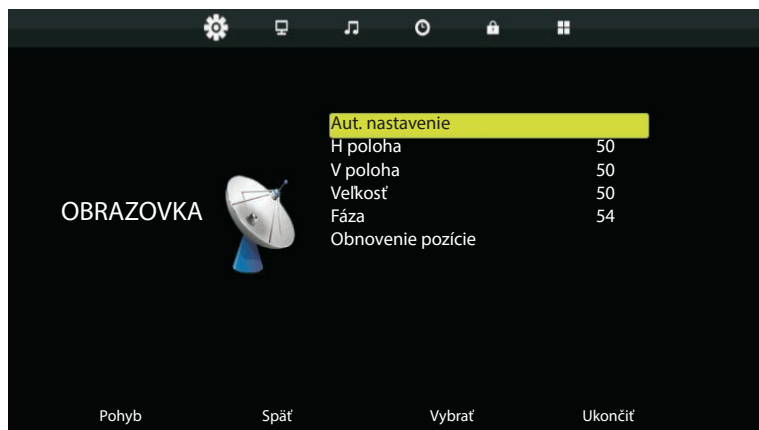 Aut. nastavenie
H poloha 50
V poloha 50
Veľkosť 50
OBRAZOVKA
Fáza 54
Obnovenie pozície
Pohyb Späť Vybrať Ukončiť